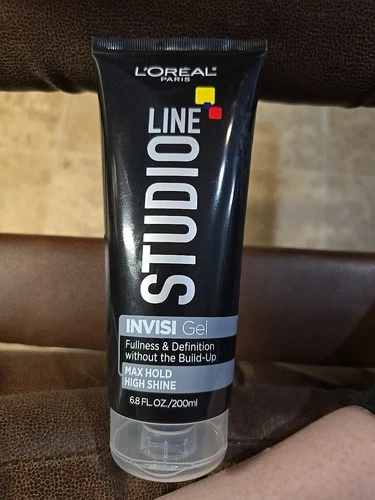 L'ORÉAL
PARIS
STUDIO
LINE
INVISI Gel
Fullness & Definition
without the Build-Up
MAX HOLD
HIGH SHINE
6.8 FL.OZ./200ml